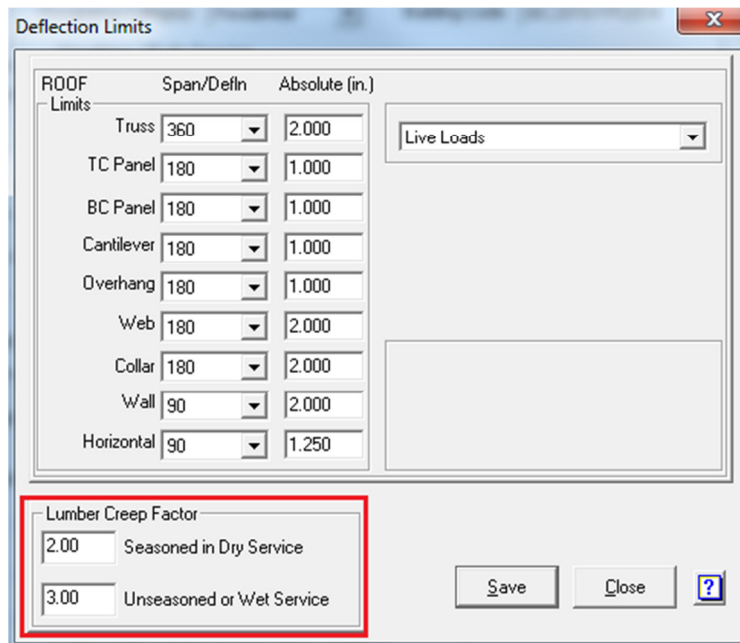 Deflection Limits
ROOF Span/Defln Absolute (in.)
Limits
Truss 360 2.000
Live Loads
TC Panel 180 1.000
BC Panel 180 1.000
Cantilever 180 1.000
Overhang 180 1.000
Web 180 2.000
Collar 180 2.000
Wall 90 2.000
Horizontal 90 1.250
Lumber Creep Factor
2.00 Seasoned in Dry Service
3.00 Unseasoned or Wet Service
Save Close ?